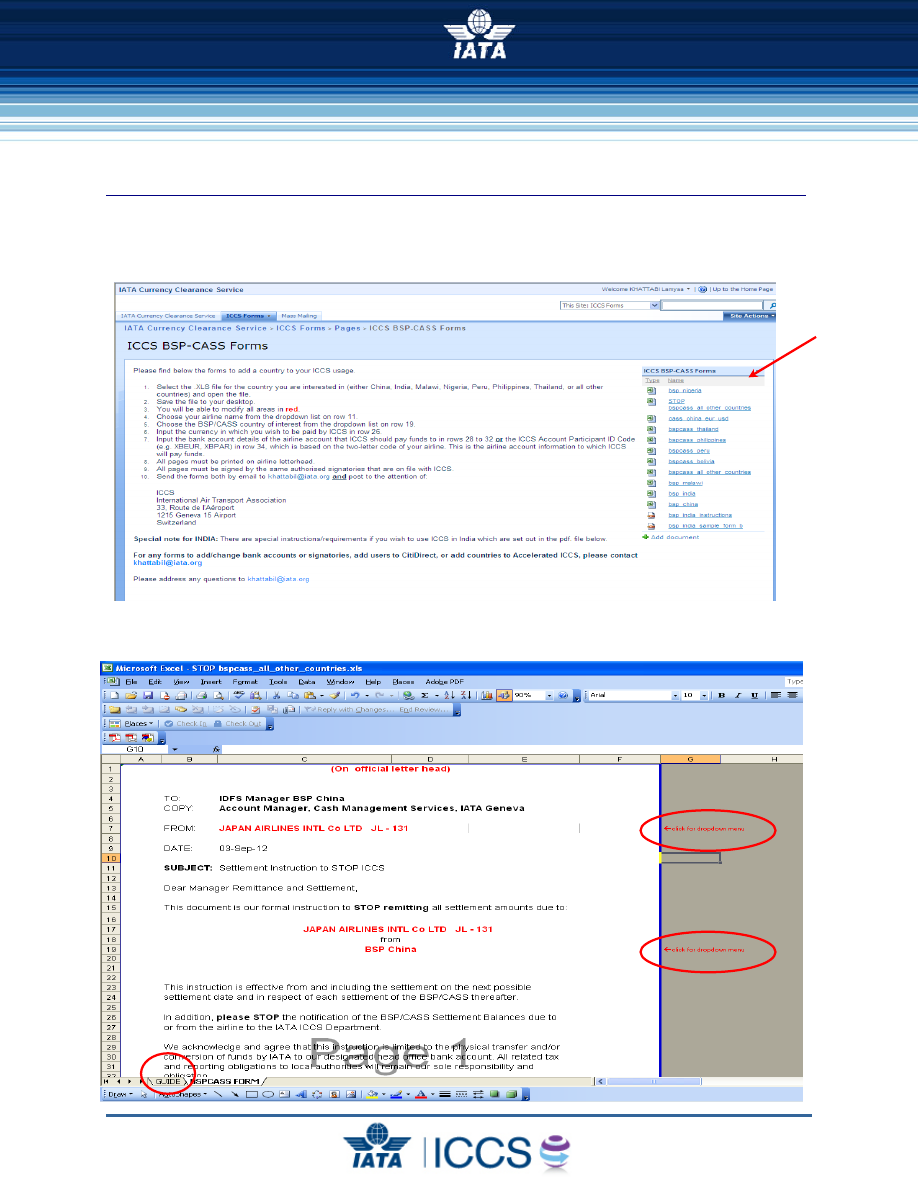 IATA
IATA Currency Clearance Service
Welcome KHATTABI Lamyaa
Up to the Home Page
This Site: ICCS Forms
IATA Currency Clearance Service
ICCS Forms
Mass Mailing
Site Actions
IATA Currency Clearance Service > ICCS Forms > Pages > ICCS BSP-CASS Forms
ICCS BSP-CASS Forms
Please find below the forms to add a country to your ICCS usage.
1. Select the .XLS file for the country you are interested in (either China, India, Malawi, Nigeria, Peru, Philippines, Thailand, or all other
countries) and open the file.
2. Save the file to your desktop.
3. You will be able to modify all areas in red.
4. Choose your airline name from the dropdown list on row 11.
5. Choose the BSP/CASS country of interest from the dropdown list on row 19.
6. Input the currency in which you wish to be paid by ICCS in row 26.
7. Input the bank account details of the airline account that ICCS should pay funds to in rows 28 to 32 or the ICCS Account Participant ID Code
(e.g. XBEUR, XBPAR) in row 34, which is based on the two-letter code of your airline. This is the airline account information to which ICCS
will pay funds.
8. All pages must be printed on airline letterhead.
9. All pages must be signed by the same authorised signatories that are on file with ICCS.
10. Send the forms both by email to khattabil@iata.org and post to the attention of:
ICCS
International Air Transport Association
33, Route de l'Aéroport
1215 Geneva 15 Airport
Switzerland
Special note for INDIA: There are special instructions/requirements if you wish to use ICCS in India which are set out in the pdf. file below.
For any forms to add/change bank accounts or signatories, add users to CitiDirect, or add countries to Accelerated ICCS, please contact
khattabil@iata.org
Please address any questions to khattabil@iata.org
ICCS BSP-CASS Forms
Type Name
bsp_nigeria
STOP
bspcass_all_other_countries
cass_china_eur_usd
bspcass_thailand
bspcass_philippines
bspcass_peru
bspcass_bolivia
bspcass_all_other_countries
bsp_malawi
bsp_india
bsp_china
bsp_india_instructions
bsp_india_sample_form_b
Add document
Microsoft Excel - STOP bspcass_all_other_countries.xls
File Edit View Insert Format Tools Data Window Help Places Adobe PDF
Type
90%
Arial
10
B I U
Reply with Changes... End Review...
Places
Check In
Check Out
G10
fx
A B C D E F G H
1 (On official letter head)
2
3
4 TO: IDFS Manager BSP China
5 COPY: Account Manager, Cash Management Services, IATA Geneva
6
7 FROM: JAPAN AIRLINES INTL Co LTD JL - 131 click for dropdown menu
8
9 DATE: 03-Sep-12
10
11 SUBJECT: Settlement Instruction to STOP ICCS
12
13 Dear Manager Remittance and Settlement,
14
15 This document is our formal instruction to STOP remitting all settlement amounts due to:
16
17 JAPAN AIRLINES INTL Co LTD JL - 131
18 from
19 BSP China click for dropdown menu
20
21
22
23 This instruction is effective from and including the settlement on the next possible
24 settlement date and in respect of each settlement of the BSP/CASS thereafter.
25
26 In addition, please STOP the notification of the BSP/CASS Settlement Balances due to
27 or from the airline to the IATA ICCS Department.
28
29 We acknowledge and agree that this instruction is limited to the physical transfer and/or
30 conversion of funds by IATA to our designated head office bank account. All related tax
31 and reporting obligations to local authorities will remain our sole responsibility and
32 obligation
Page 1
GUIDE
BSPCASS FORM
Draw
AutoShapes
IATA
ICCS